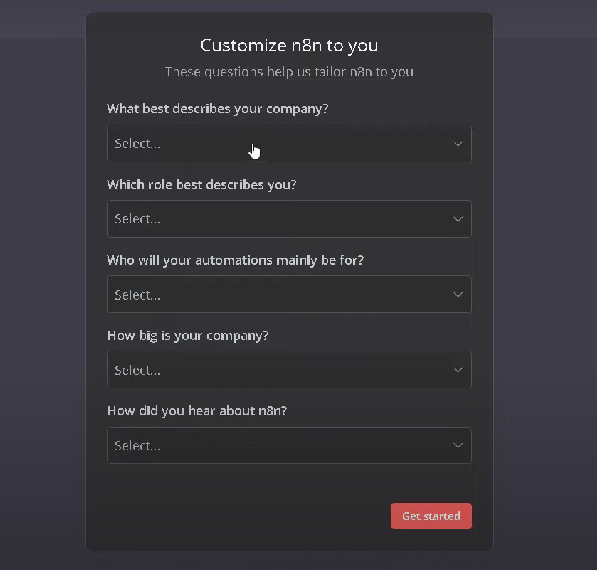 Customize n8n to you
These questions help us tailor n8n to you
What best describes your company?
Select...
Which role best describes you?
Select...
Who will your automations mainly be for?
Select...
How big is your company?
Select...
How did you hear about n8n?
Select...
Get started